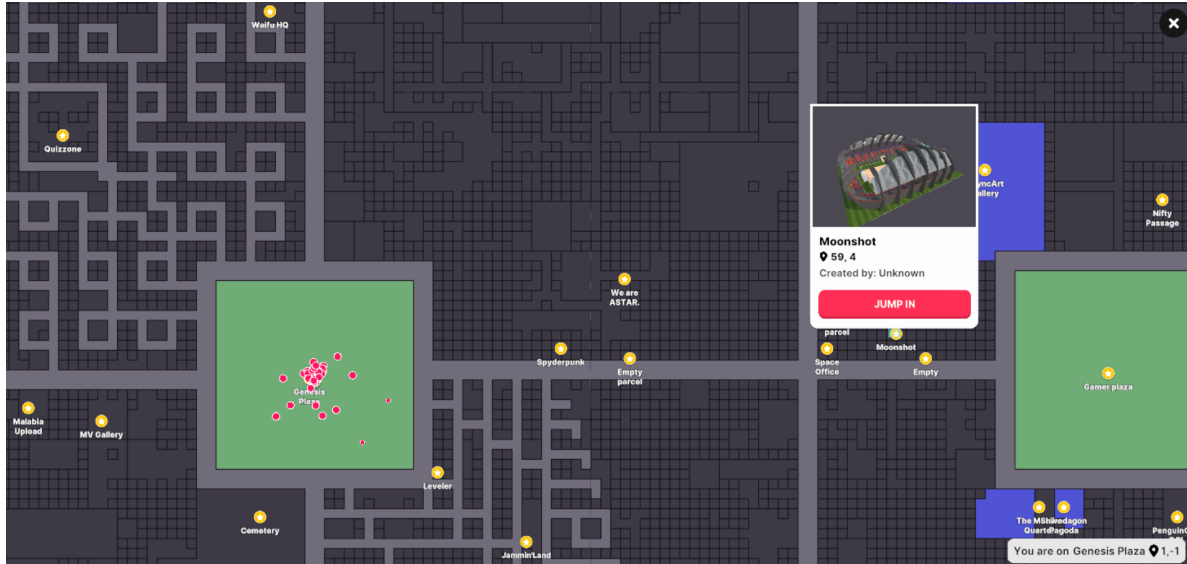 Waifu HQ
Quizzone
Moonshot
59, 4
Created by: Unknown
JUMP IN
Nifty
Passage
We are
ASTAR.
parcel
Moonshot
Spyderpunk
Empty
parcel
Space
Office
Empty
Genesis
Plaza
Gamer plaza
Malabia
Upload
MV Gallery
Leveler
Cemetery
Jammin'Land
Quarte
Pagoda
You are on Genesis Plaza 1,-1